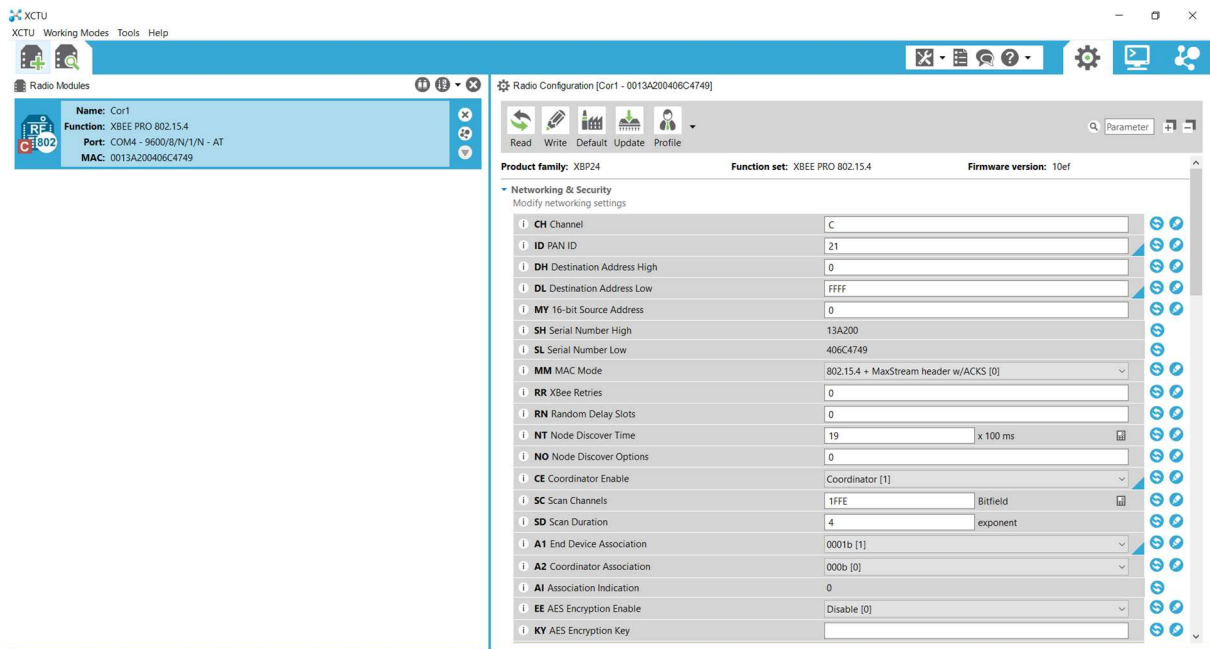 XCTU
XCTU Working Modes Tools Help
Radio Modules
Name: Cor1
Function: XBEE PRO 802.15.4
Port: COM4 - 9600/8/N/1/N - AT
MAC: 0013A200406C4749
RF
C 802
Radio Configuration [Cor1 - 0013A200406C4749]
Read Write Default Update Profile
Parameter
Product family: XBP24 Function set: XBEE PRO 802.15.4 Firmware version: 10ef
Networking & Security
Modify networking settings
i CH Channel C
i ID PAN ID 21
i DH Destination Address High 0
i DL Destination Address Low FFFF
i MY 16-bit Source Address 0
i SH Serial Number High 13A200
i SL Serial Number Low 406C4749
i MM MAC Mode 802.15.4 + MaxStream header w/ACKS [0]
i RR XBee Retries 0
i RN Random Delay Slots 0
i NT Node Discover Time 19 x 100 ms
i NO Node Discover Options 0
i CE Coordinator Enable Coordinator [1]
i SC Scan Channels 1FFE Bitfield
i SD Scan Duration 4 exponent
i A1 End Device Association 0001b [1]
i A2 Coordinator Association 000b [0]
i AI Association Indication 0
i EE AES Encryption Enable Disable [0]
i KY AES Encryption Key